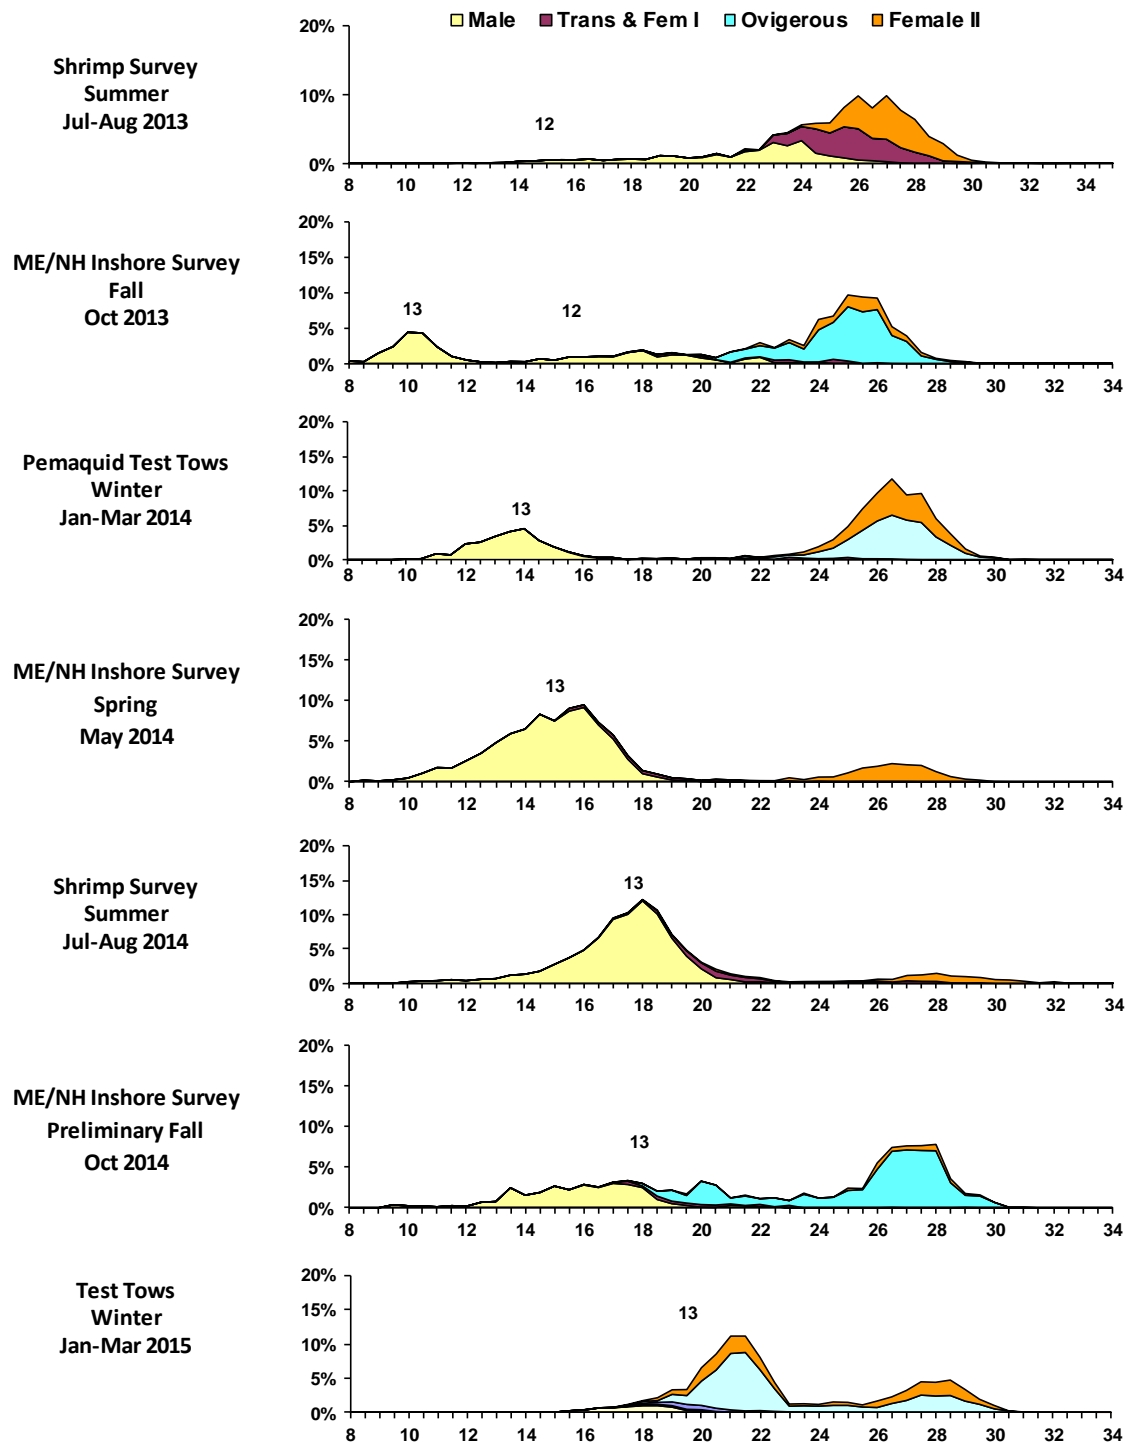 Male Trans & Fem I Ovigerous Female II
Shrimp Survey
Summer
Jul-Aug 2013
20%
10%
0%
12
8 10 12 14 16 18 20 22 24 26 28 30 32 34
ME/NH Inshore Survey
Fall
Oct 2013
20%
15%
10%
5%
0%
13 12
8 10 12 14 16 18 20 22 24 26 28 30 32 34
Pemaquid Test Tows
Winter
Jan-Mar 2014
20%
15%
10%
5%
0%
13
8 10 12 14 16 18 20 22 24 26 28 30 32 34
ME/NH Inshore Survey
Spring
May 2014
20%
15%
10%
5%
0%
13
8 10 12 14 16 18 20 22 24 26 28 30 32 34
Shrimp Survey
Summer
Jul-Aug 2014
20%
15%
10%
5%
0%
13
8 10 12 14 16 18 20 22 24 26 28 30 32 34
ME/NH Inshore Survey
Preliminary Fall
Oct 2014
20%
15%
10%
5%
0%
13
8 10 12 14 16 18 20 22 24 26 28 30 32 34
Test Tows
Winter
Jan-Mar 2015
20%
15%
10%
5%
0%
13
8 10 12 14 16 18 20 22 24 26 28 30 32 34